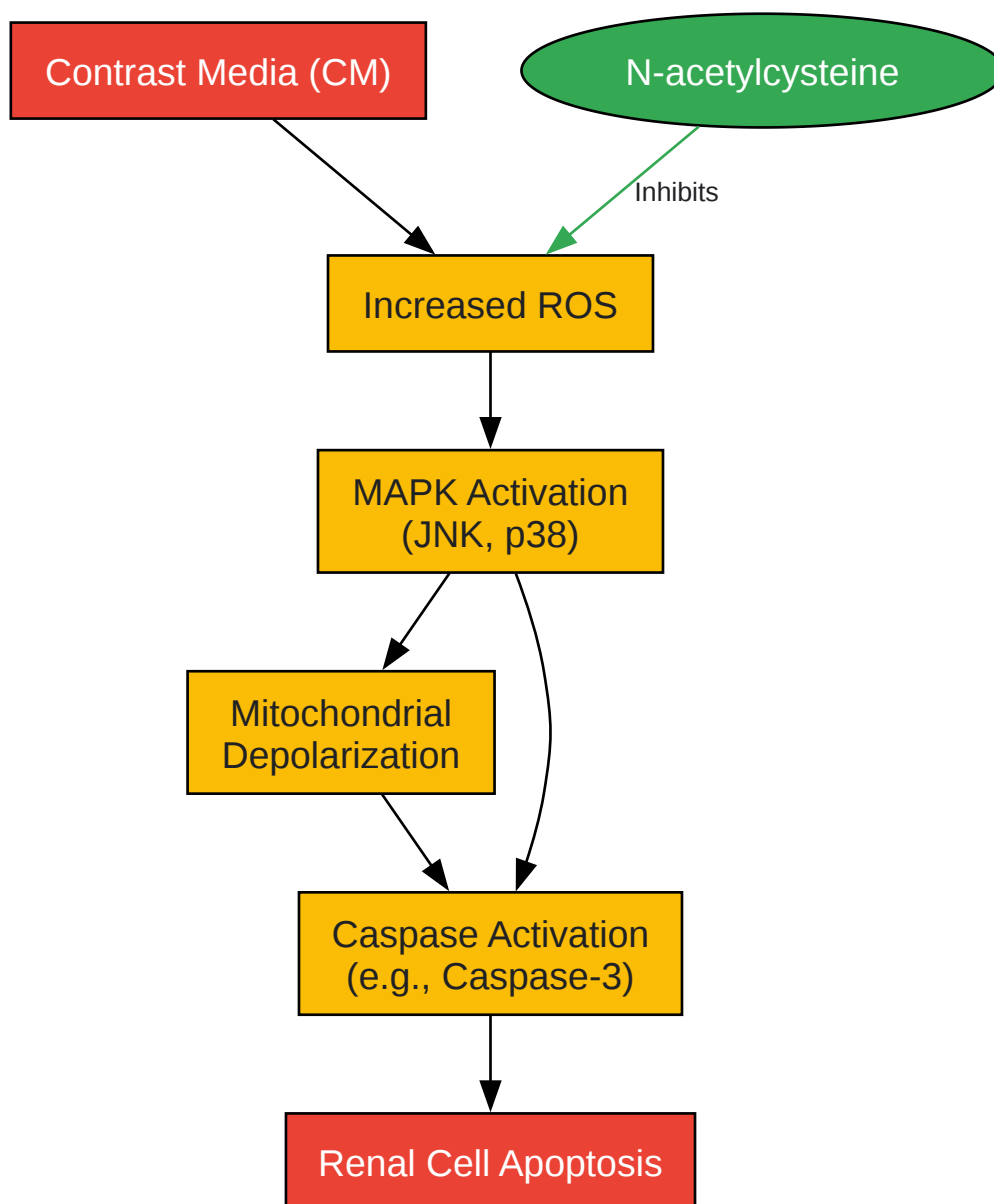 Contrast Media (CM)
N-acetylcysteine
Inhibits
Increased ROS
MAPK Activation
(JNK, p38)
Mitochondrial
Depolarization
Caspase Activation
(e.g., Caspase-3)
Renal Cell Apoptosis